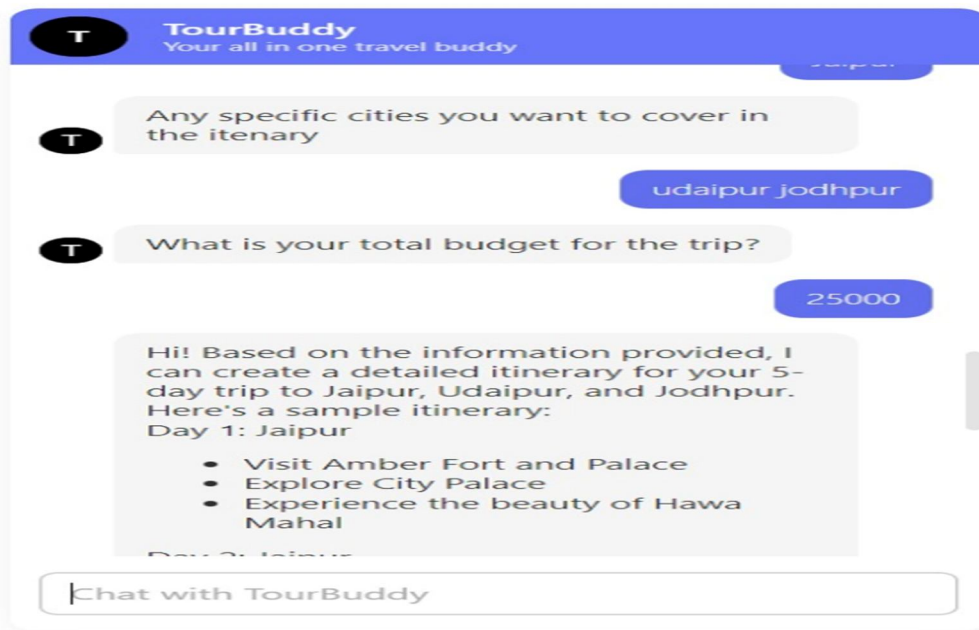 T
TourBuddy
Your all in one travel buddy
Any specific cities you want to cover in
the itenary
T
udaipur jodhpur
What is your total budget for the trip?
T
25000
Hi! Based on the information provided, I
can create a detailed itinerary for your 5-
day trip to Jaipur, Udaipur, and Jodhpur.
Here's a sample itinerary:
Day 1: Jaipur
• Visit Amber Fort and Palace
• Explore City Palace
• Experience the beauty of Hawa
Mahal
Chat with TourBuddy